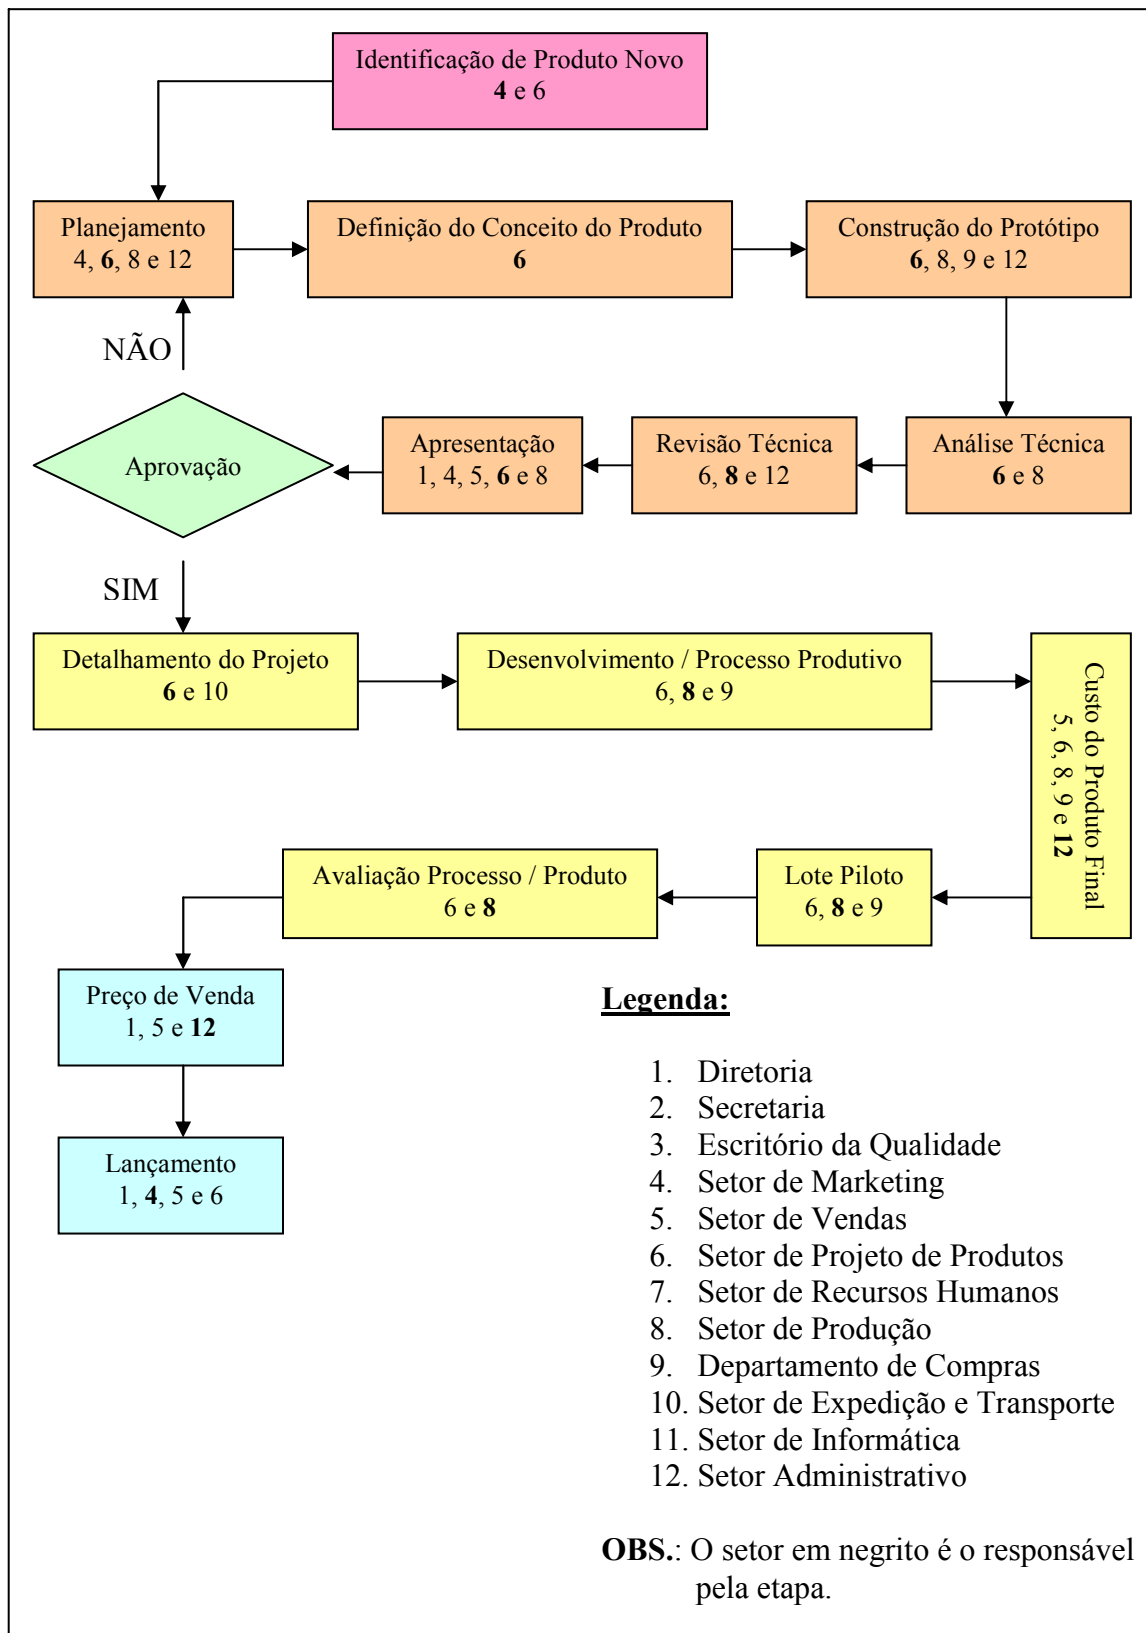 Identificação de Produto Novo
4 e 6
Planejamento
4, 6, 8 e 12
Definição do Conceito do Produto
6
Construção do Protótipo
6, 8, 9 e 12
NÃO
Aprovação
Apresentação
1, 4, 5, 6 e 8
Revisão Técnica
6, 8 e 12
Análise Técnica
6 e 8
SIM
Detalhamento do Projeto
6 e 10
Desenvolvimento / Processo Produtivo
6, 8 e 9
Custo do Produto Final
5, 6, 8, 9 e 12
Avaliação Processo / Produto
6 e 8
Lote Piloto
6, 8 e 9
Preço de Venda
1, 5 e 12
Lançamento
1, 4, 5 e 6
Legenda:
1. Diretoria
2. Secretaria
3. Escritório da Qualidade
4. Setor de Marketing
5. Setor de Vendas
6. Setor de Projeto de Produtos
7. Setor de Recursos Humanos
8. Setor de Produção
9. Departamento de Compras
10. Setor de Expedição e Transporte
11. Setor de Informática
12. Setor Administrativo
OBS.: O setor em negrito é o responsável
pela etapa.